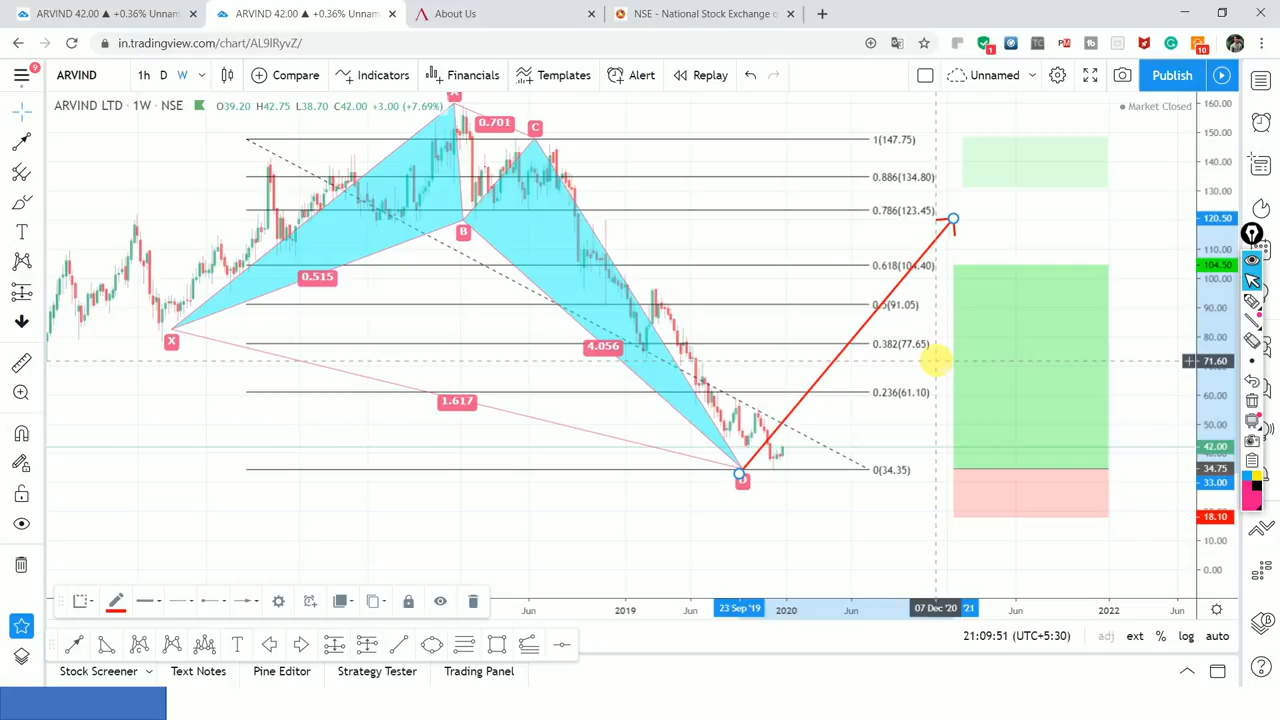 ARVIND 42.00 ▲ +0.36% Unnam
ARVIND 42.00 ▲ +0.36% Unnam
About Us
NSE - National Stock Exchange o
in.tradingview.com/chart/AL9lRyvZ/
1
10
9
ARVIND
1h D W
Compare
Indicators
Financials
Templates
Alert
Replay
Unnamed
Publish
ARVIND LTD · 1W · NSE
O39.20 H42.75 L38.70 C42.00 +3.00 (+7.69%)
Market Closed
160.00
150.00
140.00
130.00
120.50
110.00
104.50
100.00
90.00
80.00
71.60
60.00
50.00
42.00
34.75
33.00
18.10
10.00
0.00
A
0.701
C
B
0.515
X
4.056
1.617
1(147.75)
0.886(134.80)
0.786(123.45)
0.618(104.40)
0.5(91.05)
0.382(77.65)
0.236(61.10)
0(34.35)
Jun
2019
Jun
23 Sep '19
2020
Jun
07 Dec '20
'21
Jun
2022
Jun
21:09:51 (UTC+5:30)
adj ext % log auto
Stock Screener
Text Notes
Pine Editor
Strategy Tester
Trading Panel